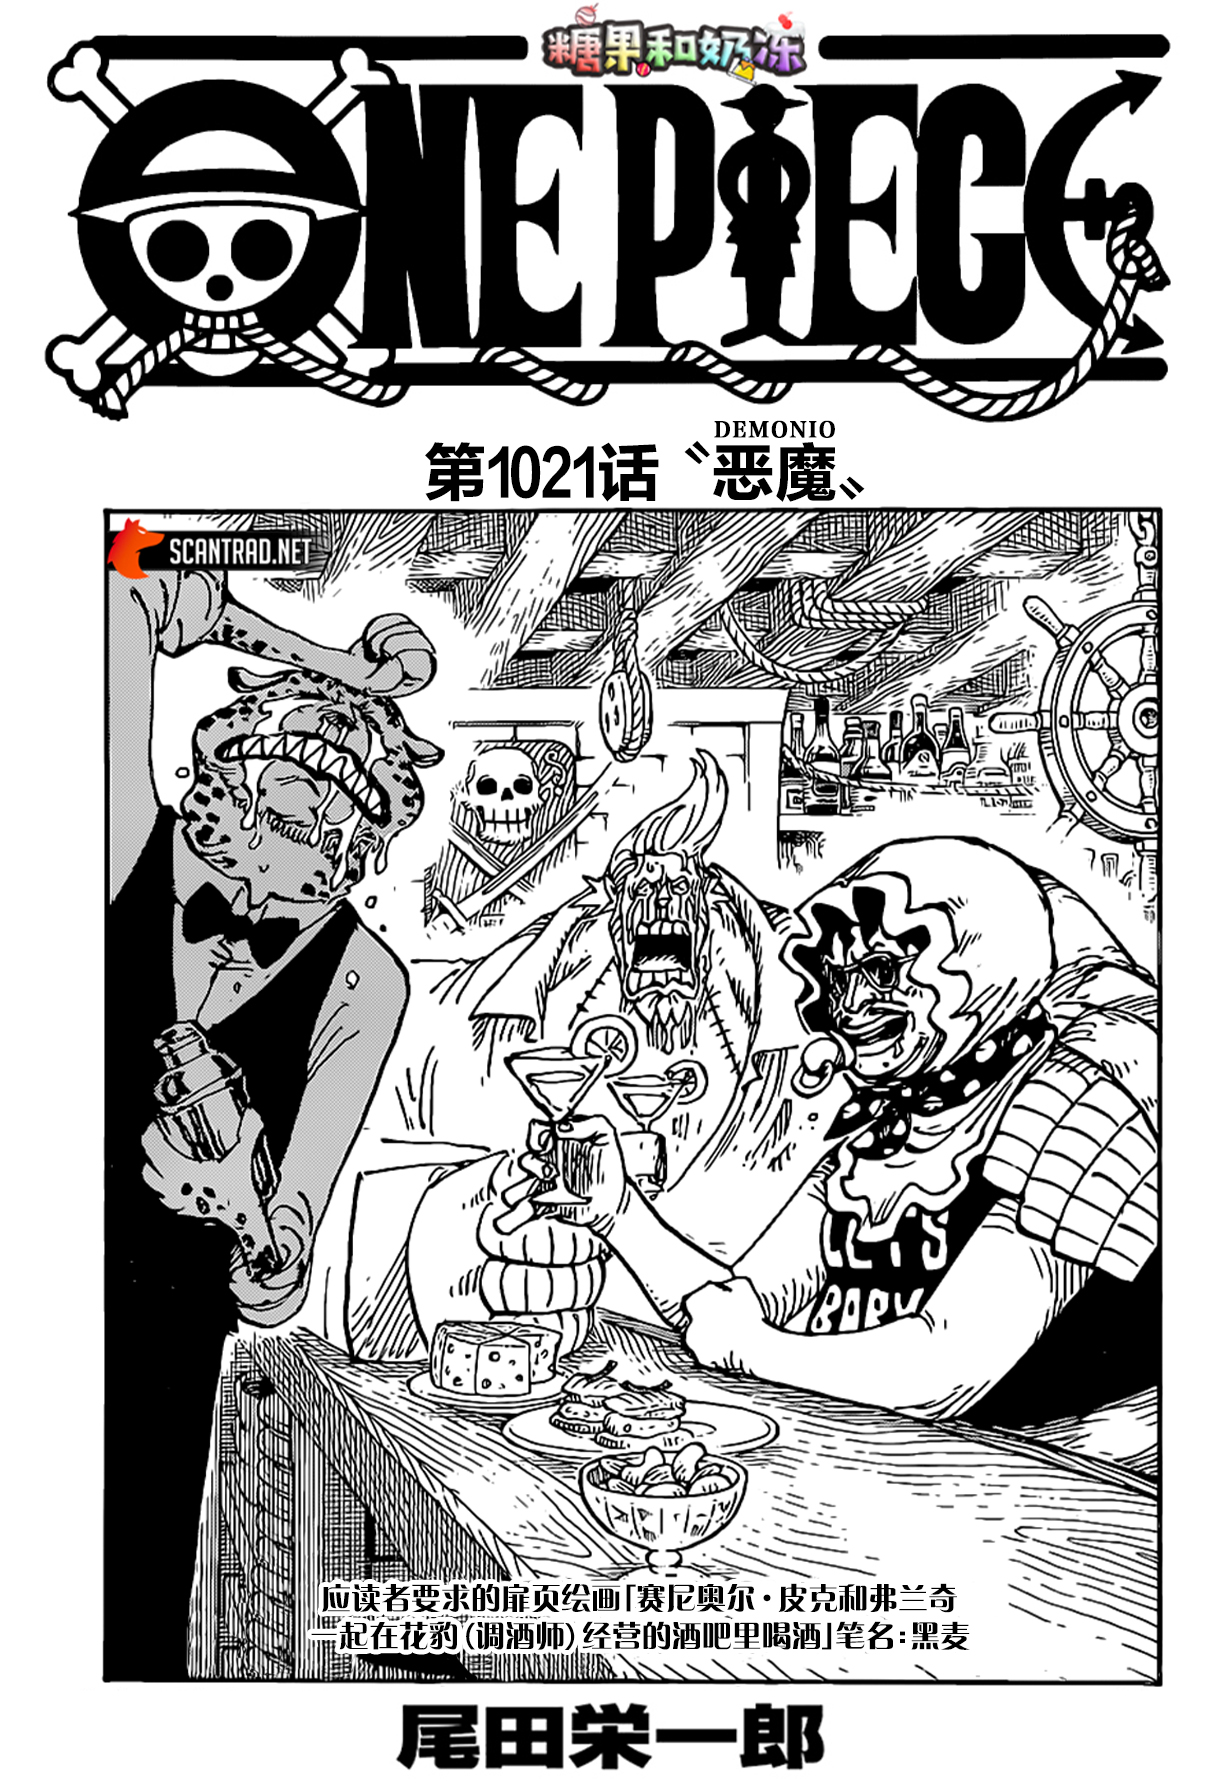 糖果和奶冻
ONE PIECE
DEMONIO
第1021话〝恶魔〟
SCANTRAD.NET
LET'S
应读者要求的扉页绘画「赛尼奥尔·皮克和弗兰奇
一起在花豹(调酒师)经营的酒吧里喝酒」笔名:黑麦
尾田栄一郎